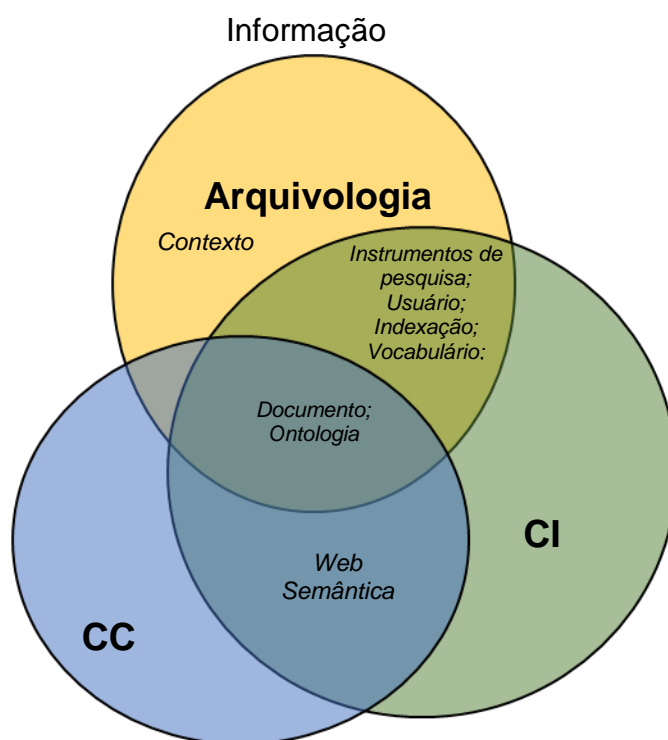 Informação
Arquivologia
Contexto
Instrumentos de
pesquisa;
Usuário;
Indexação;
Vocabulário:
Documento;
Ontologia
CI
Web
Semântica
CC